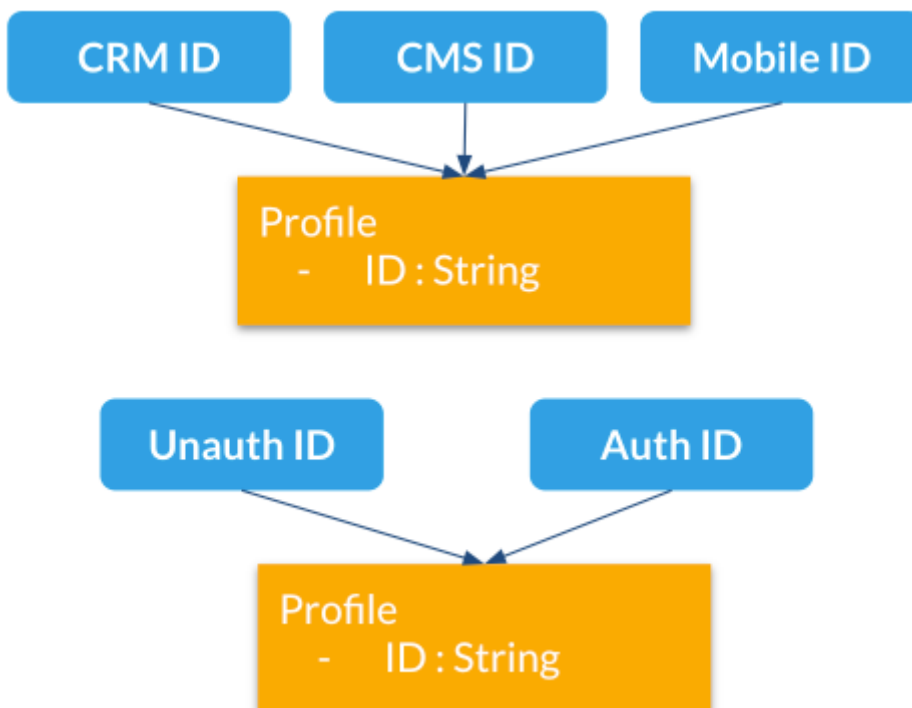 CRM ID
CMS ID
Mobile ID
Profile
- ID : String
Unauth ID
Auth ID
Profile
- ID : String